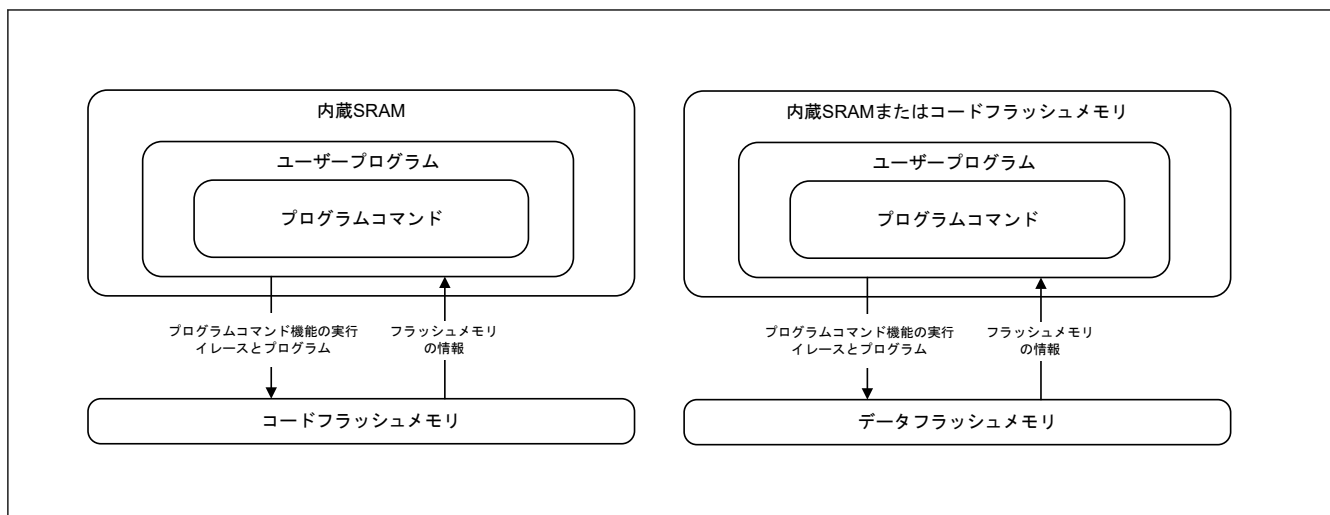 内蔵SRAM
ユーザープログラム
プログラムコマンド
プログラムコマンド機能の実行
イレースとプログラム
フラッシュメモリ
の情報
コードフラッシュメモリ
内蔵SRAMまたはコードフラッシュメモリ
ユーザープログラム
プログラムコマンド
プログラムコマンド機能の実行
イレースとプログラム
フラッシュメモリ
の情報
データフラッシュメモリ